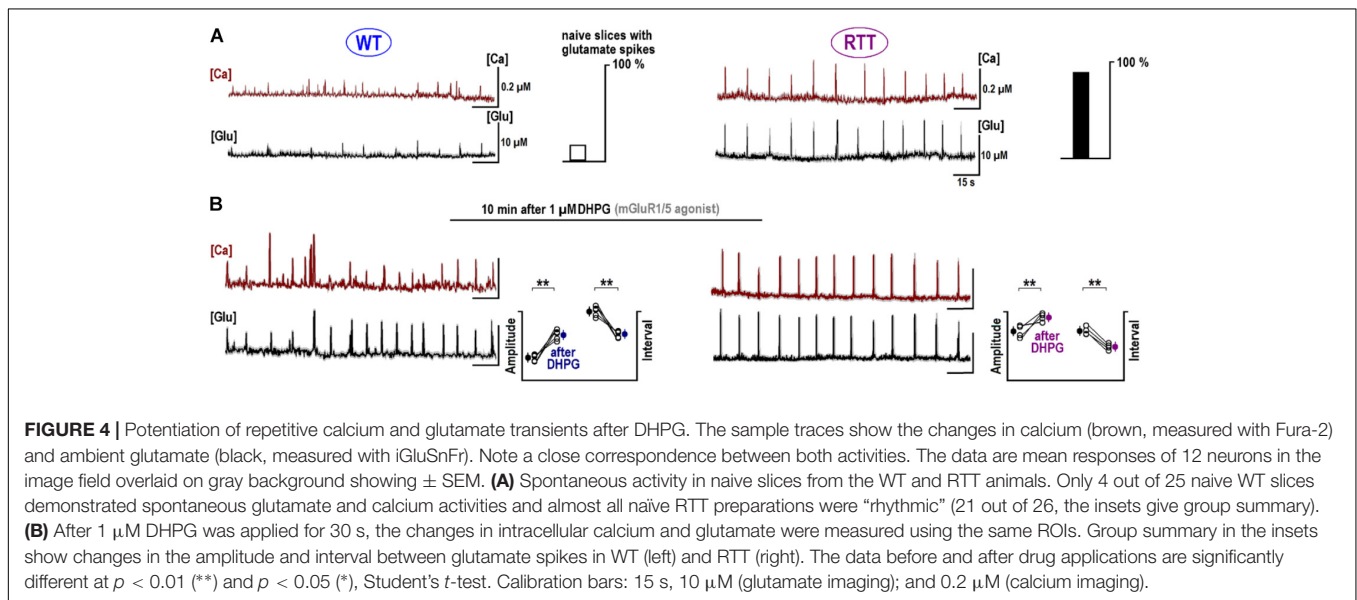 A
WT
naive slices with
glutamate spikes
100 %
RTT
100 %
[Ca]
[Ca]
0.2 µM
[Ca]
0.2 µM
[Glu]
[Glu]
10 µM
[Glu]
10 µM
15 s
B
10 min after 1 µM DHPG (mGluR1/5 agonist)
[Ca]
** **
** **
[Glu]
Amplitude
after
DHPG
Interval
Amplitude
after
DHPG
Interval
FIGURE 4 | Potentiation of repetitive calcium and glutamate transients after DHPG. The sample traces show the changes in calcium (brown, measured with Fura-2)
and ambient glutamate (black, measured with iGluSnFr). Note a close correspondence between both activities. The data are mean responses of 12 neurons in the
image field overlaid on gray background showing ± SEM. (A) Spontaneous activity in naive slices from the WT and RTT animals. Only 4 out of 25 naive WT slices
demonstrated spontaneous glutamate and calcium activities and almost all naïve RTT preparations were “rhythmic” (21 out of 26, the insets give group summary).
(B) After 1 µM DHPG was applied for 30 s, the changes in intracellular calcium and glutamate were measured using the same ROIs. Group summary in the insets
show changes in the amplitude and interval between glutamate spikes in WT (left) and RTT (right). The data before and after drug applications are significantly
different at p < 0.01 (**) and p < 0.05 (*), Student’s t-test. Calibration bars: 15 s, 10 µM (glutamate imaging); and 0.2 µM (calcium imaging).